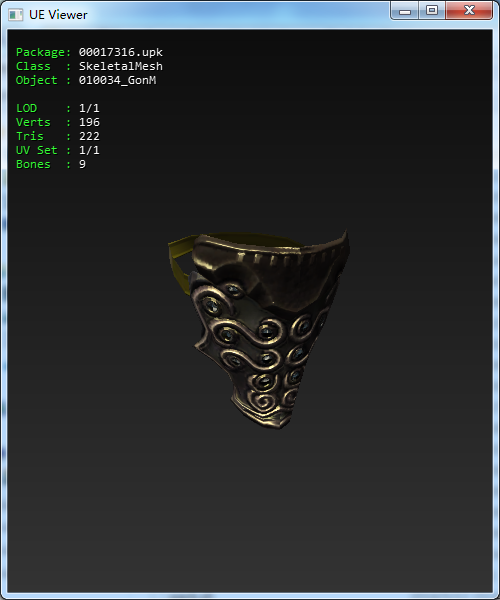 UE Viewer
Package: 00017316.upk
Class  : SkeletalMesh
Object : 010034_GonM
LOD    : 1/1
Verts  : 196
Tris   : 222
UV Set : 1/1
Bones  : 9